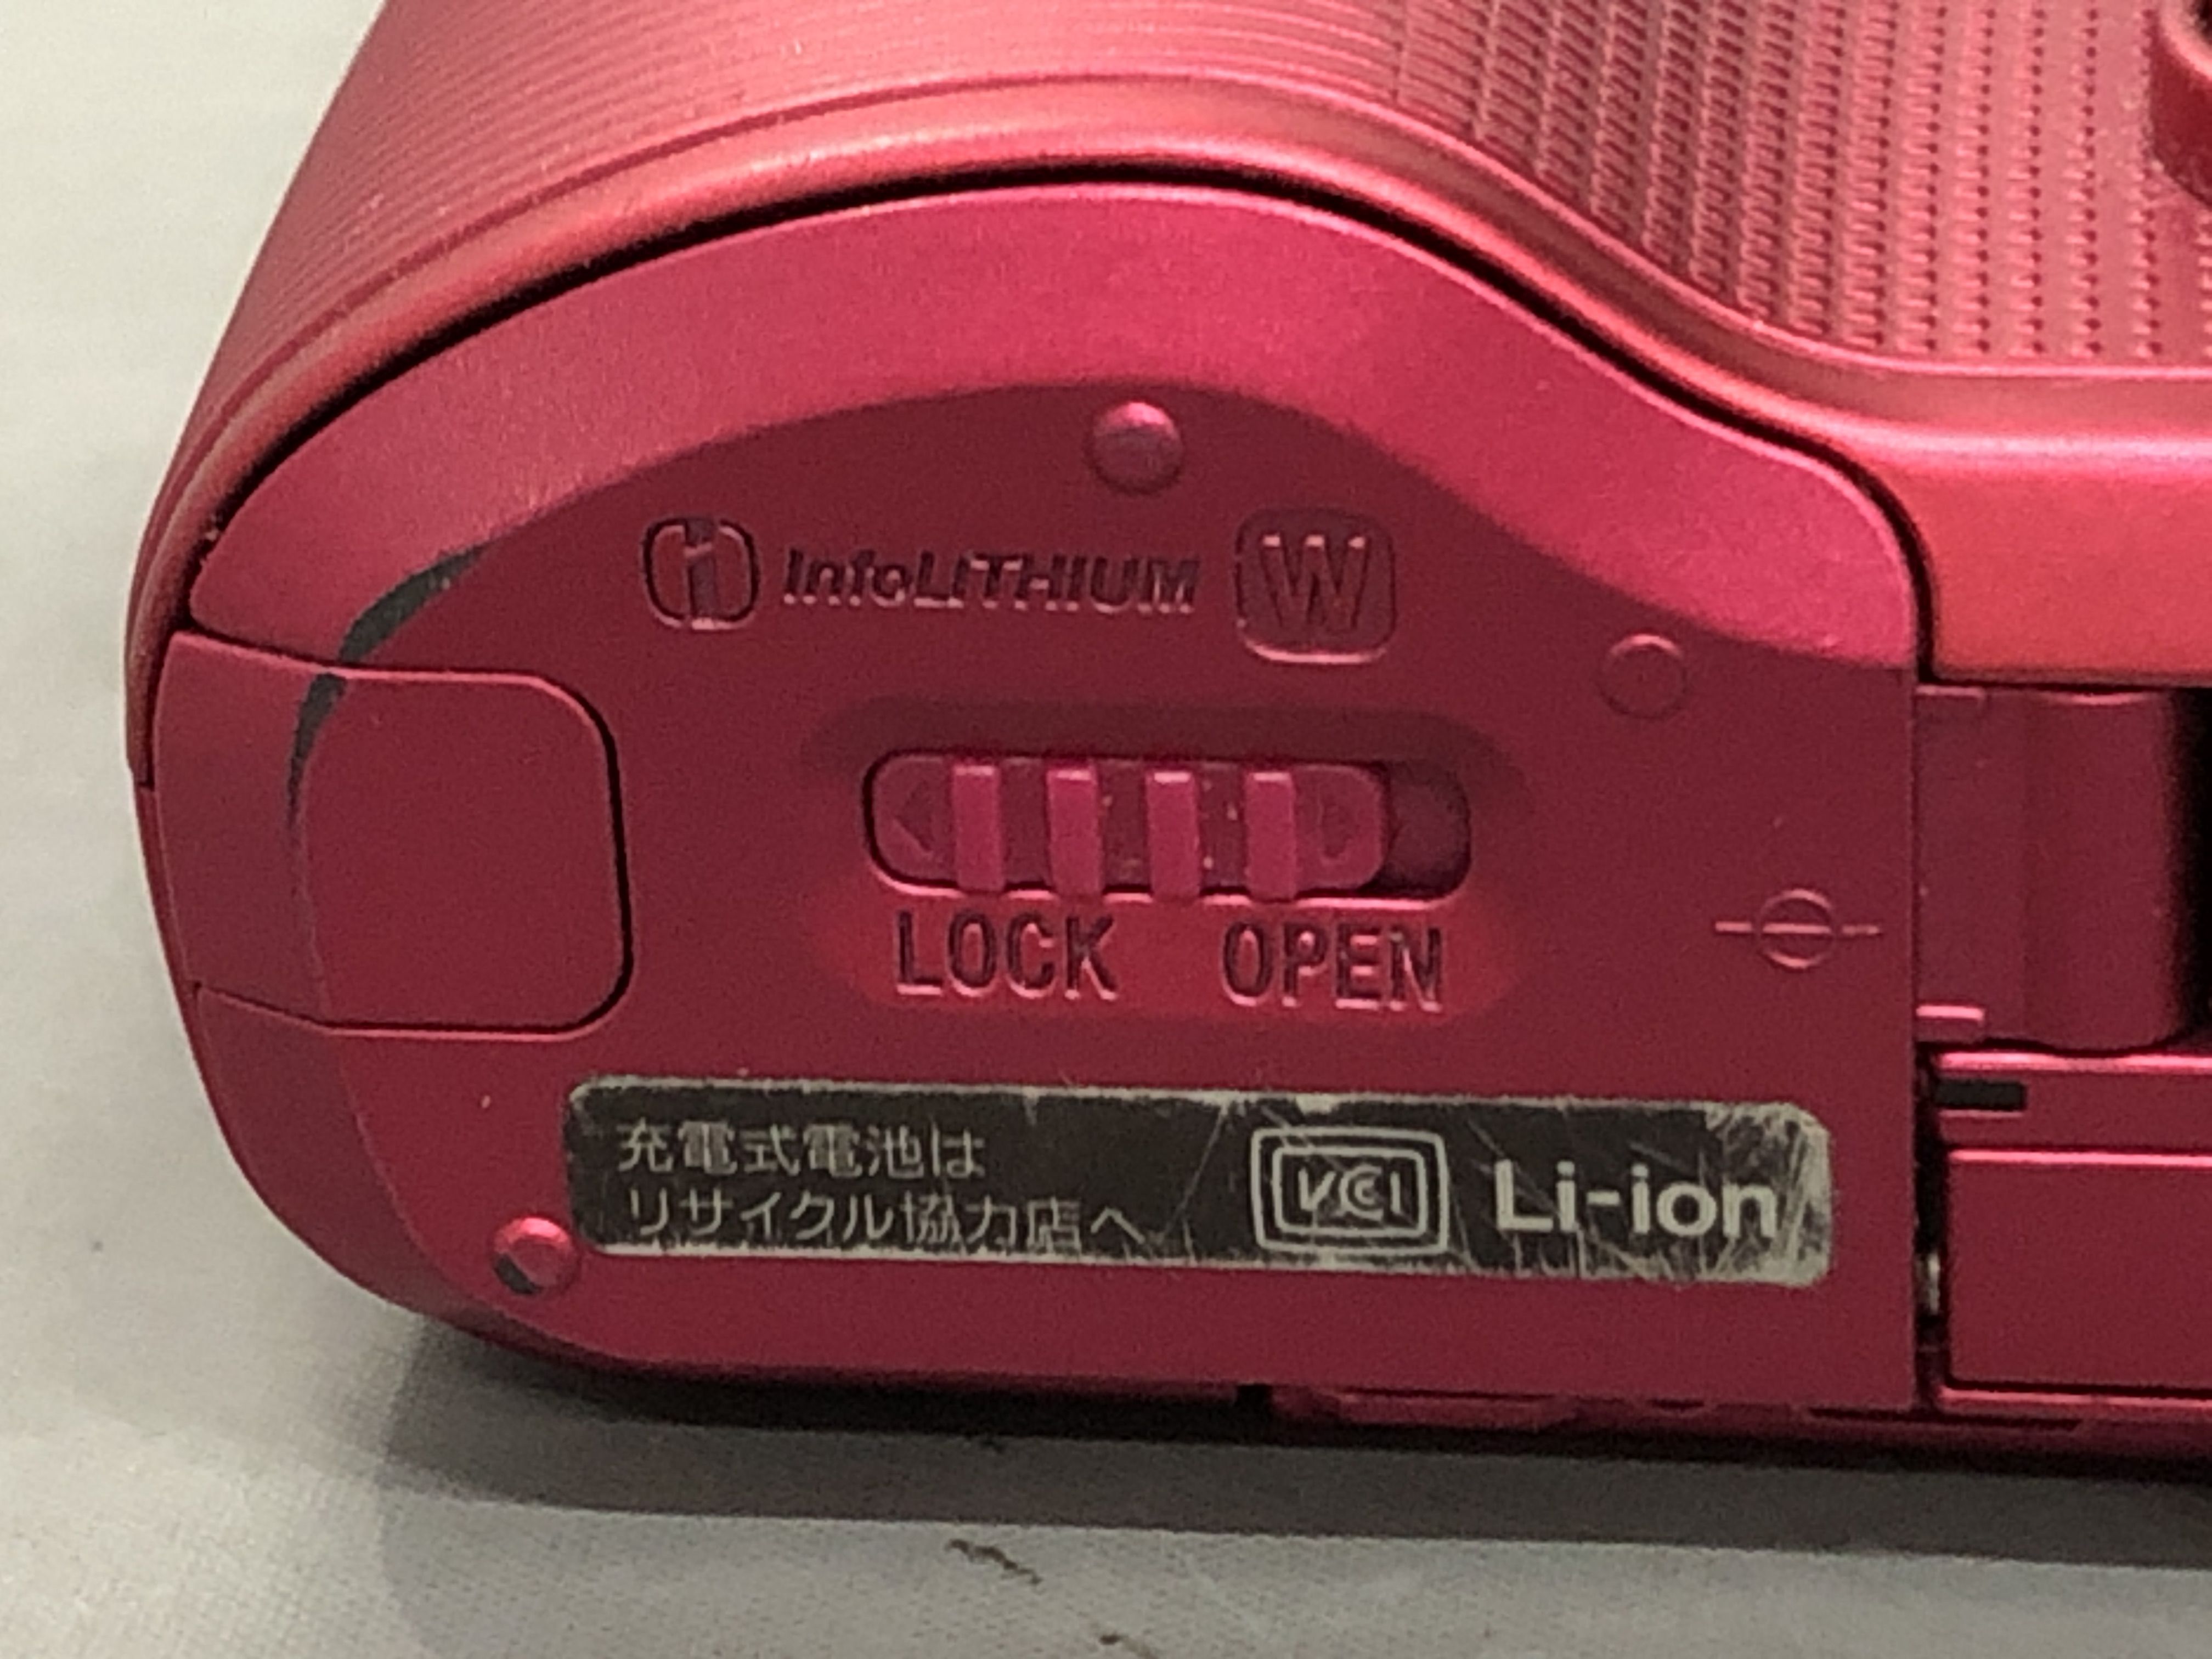 i InfoLITHIUM W
LOCK OPEN
充電式電池は
リサイクル協力店へ
VCCI Li-ion